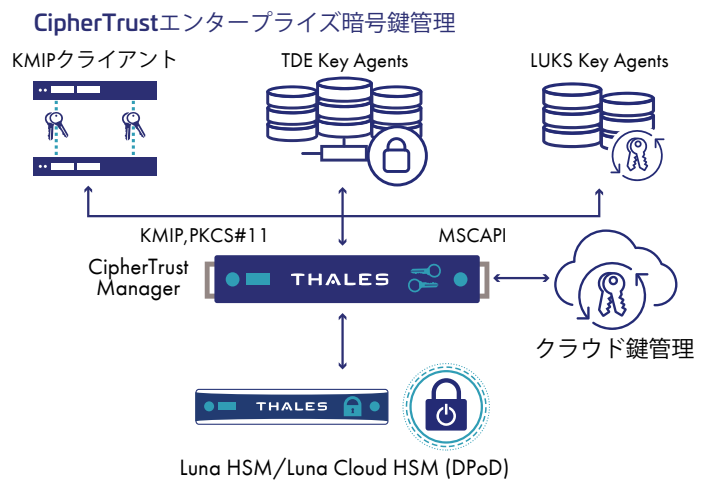 CipherTrustエンタープライズ暗号鍵管理
KMIPクライアント
TDE Key Agents
LUKS Key Agents
KMIP,PKCS#11
MSCAPI
CipherTrust
Manager
THALES
クラウド鍵管理
THALES
Luna HSM/Luna Cloud HSM (DPoD)